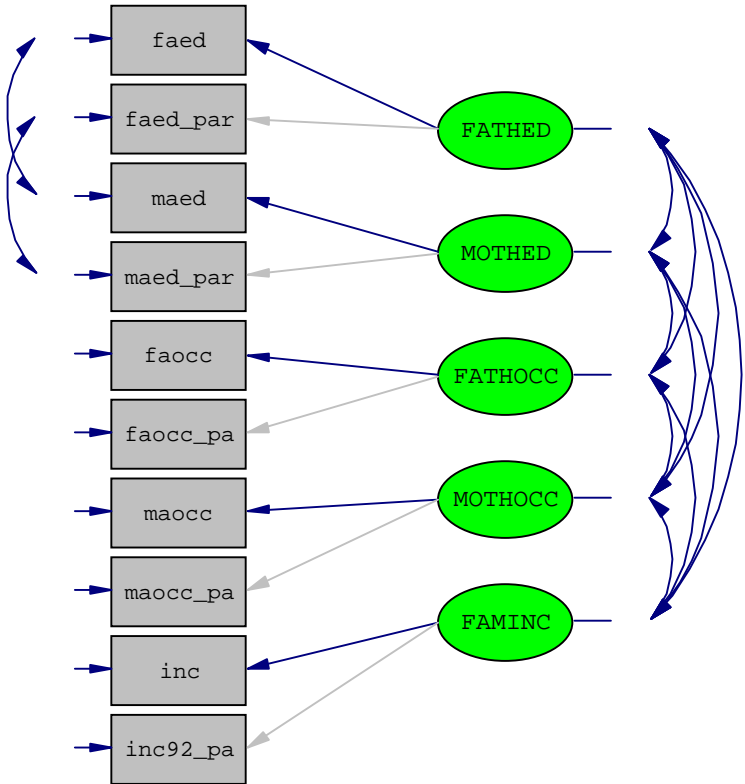 faed
faed_par
FATHED
maed
MOTHED
maed_par
faocc
FATHOCC
faocc_pa
maocc
MOTHOCC
maocc_pa
FAMINC
inc
inc92_pa